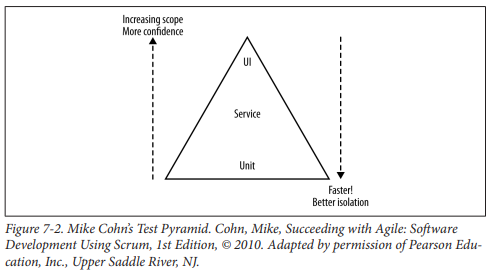 Increasing scope
More confidence
UI
Service
Unit
Faster!
Better isolation
Figure 7-2. Mike Cohn's Test Pyramid. Cohn, Mike, Succeeding with Agile: Software
Development Using Scrum, 1st Edition, © 2010. Adapted by permission of Pearson Edu-
cation, Inc., Upper Saddle River, NJ.